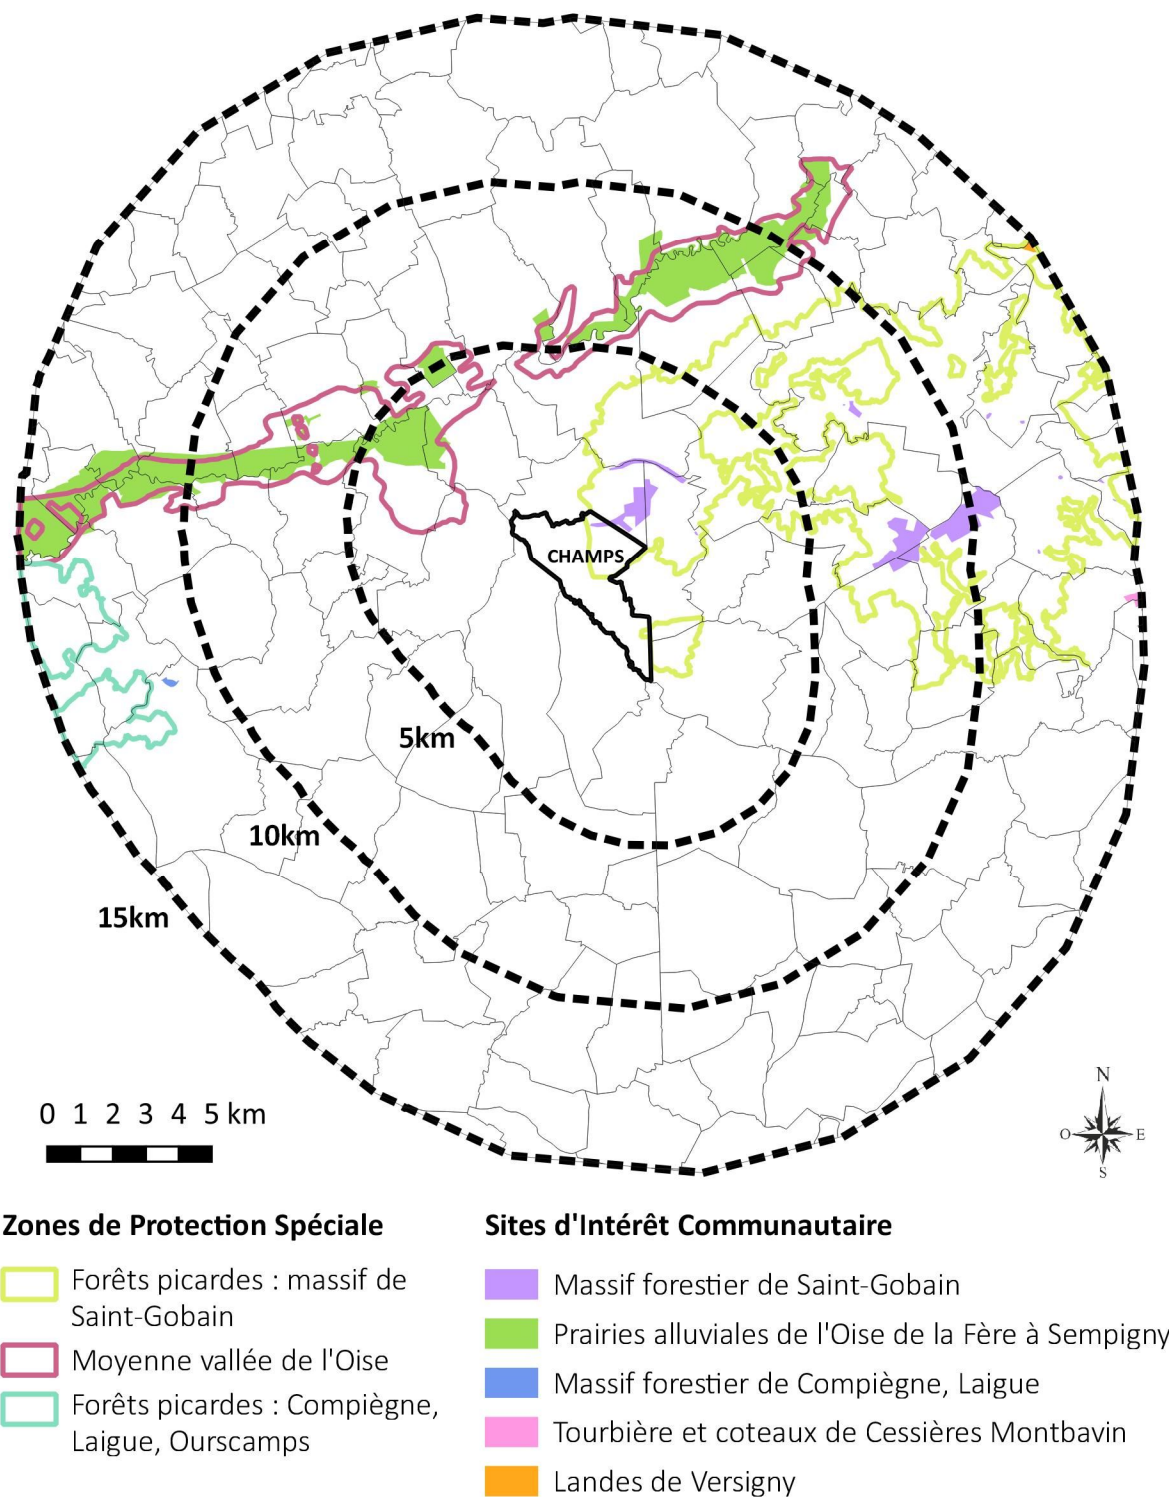 CHAMPS
5km
10km
15km
0 1 2 3 4 5 km
N
O E
S
Zones de Protection Spéciale
Forêts picardes : massif de
Saint-Gobain
Moyenne vallée de l'Oise
Forêts picardes : Compiègne,
Laigue, Ourscamps
Sites d'Intérêt Communautaire
Massif forestier de Saint-Gobain
Prairies alluviales de l'Oise de la Fère à Sempigny
Massif forestier de Compiègne, Laigue
Tourbière et coteaux de Cessières Montbavin
Landes de Versigny